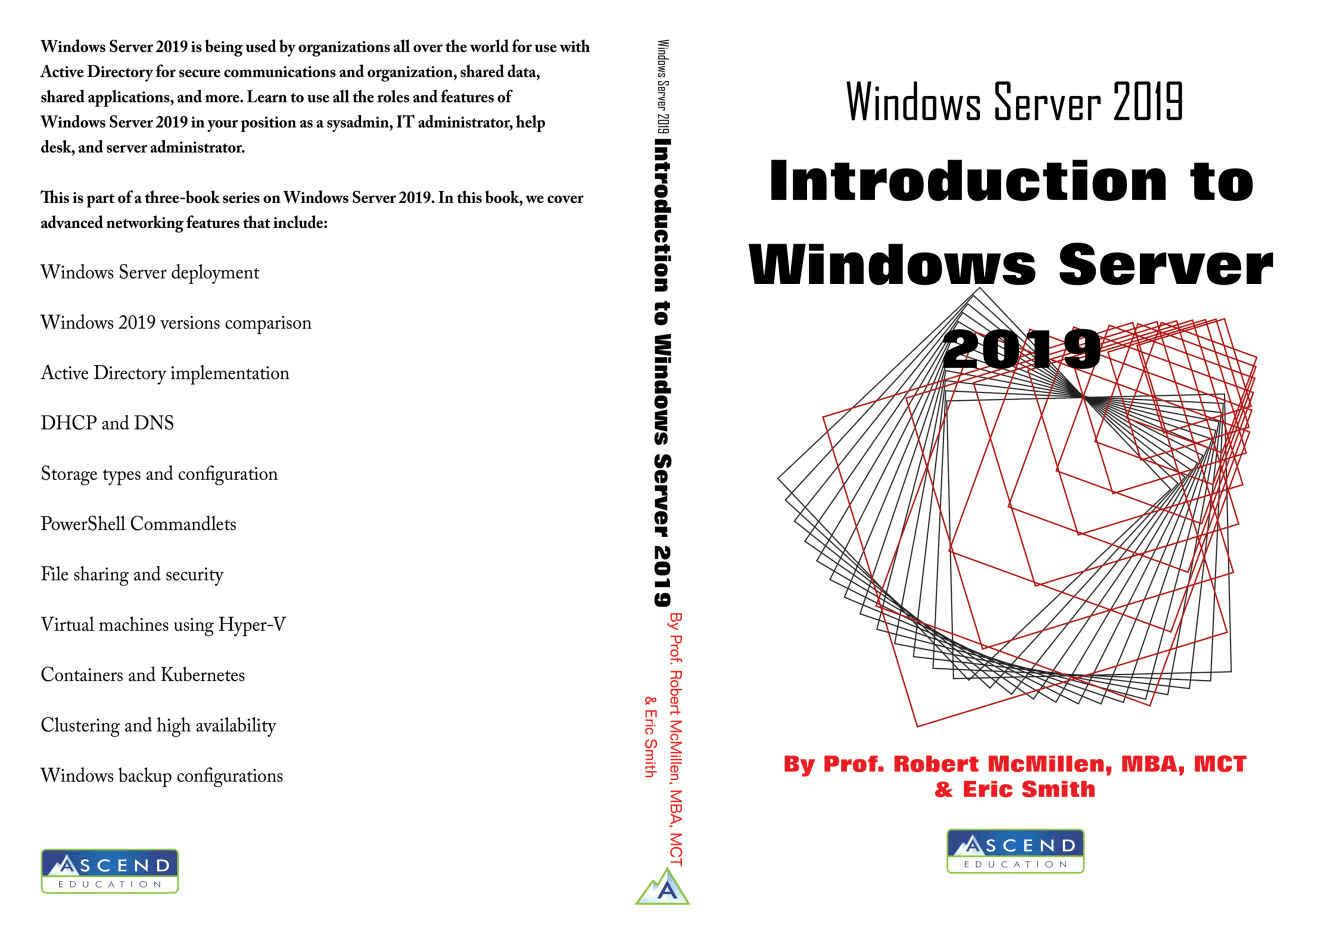 Windows Server 2019 is being used by organizations all over the world for use with
Active Directory for secure communications and organization, shared data,
shared applications, and more. Learn to use all the roles and features of
Windows Server 2019 in your position as a sysadmin, IT administrator, help
desk, and server administrator.
This is part of a three-book series on Windows Server 2019. In this book, we cover
advanced networking features that include:
Windows Server deployment
Windows 2019 versions comparison
Active Directory implementation
DHCP and DNS
Storage types and configuration
PowerShell Commandlets
File sharing and security
Virtual machines using Hyper-V
Containers and Kubernetes
Clustering and high availability
Windows backup configurations
ASCEND
EDUCATION
Windows Server 2019 Introduction to Windows Server 2019 By Prof. Robert McMillen, MBA, MCT
& Eric Smith
A
Windows Server 2019
Introduction to
Windows Server
2019
By Prof. Robert McMillen, MBA, MCT
& Eric Smith
ASCEND
EDUCATION